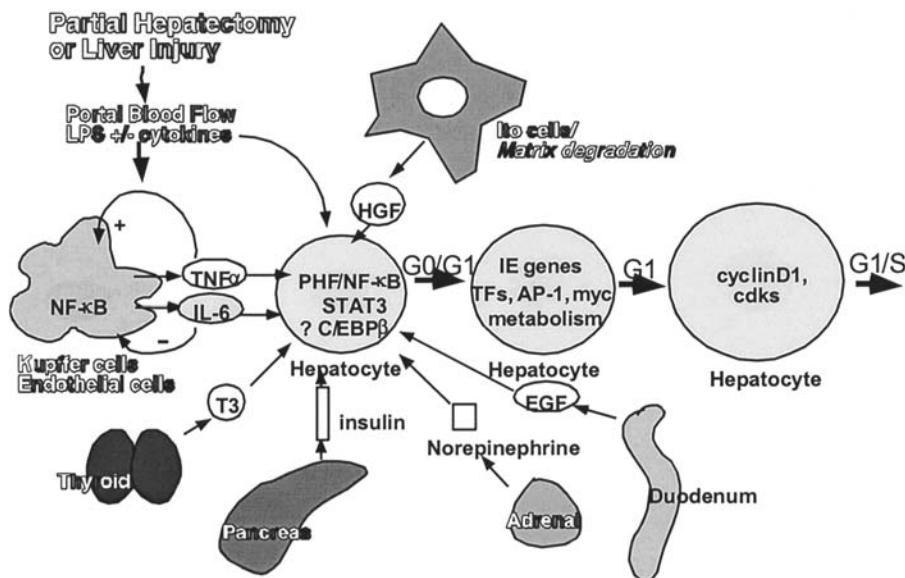 Partial Hepatectomy
or Liver Injury
Portal Blood Flow
LPS +/- cytokines
Ito cells/
Matrix degradation
HGF
+
NF-κB
TNFα
IL-6
−
Kupfer cells
Endothelial cells
PHF/NF-κB
STAT3
? C/EBPβ
Hepatocyte
G0/G1
IE genes
TFs, AP-1, myc
metabolism
Hepatocyte
G1
cyclinD1,
cdks
Hepatocyte
G1/S
T3
Thyroid
insulin
Pancreas
Norepinephrine
Adrenal
EGF
Duodenum